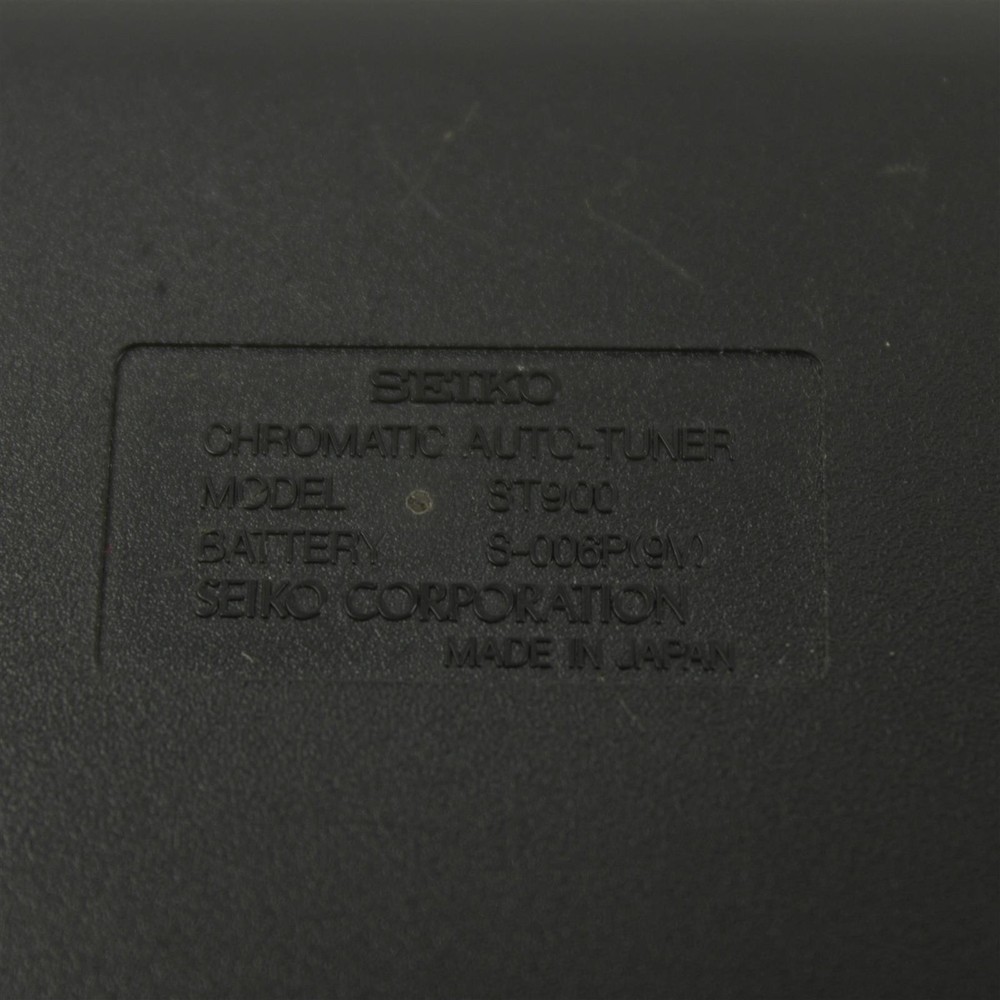 SEIKO
CHROMATIC AUTO-TUNER
MODEL ST900
BATTERY S-006P(9V)
SEIKO CORPORATION
MADE IN JAPAN